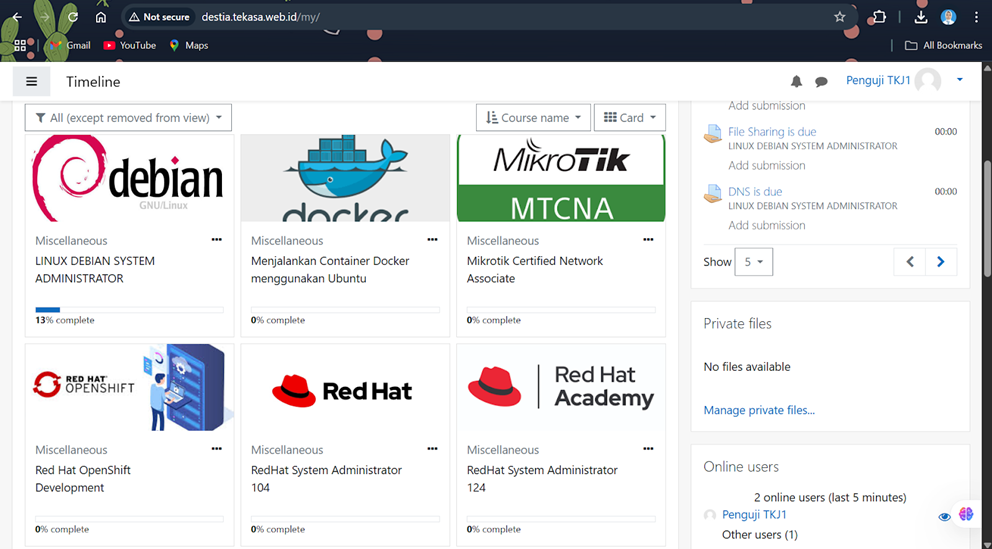 Not secure
destia.tekasa.web.id/my/
Gmail
YouTube
Maps
All Bookmarks
Timeline
Penguji TKJ1
All (except removed from view)
Course name
Card
debian
GNU/Linux
Miscellaneous
LINUX DEBIAN SYSTEM
ADMINISTRATOR
13% complete
docker
Miscellaneous
Menjalankan Container Docker
menggunakan Ubuntu
0% complete
MikroTik
MTCNA
Miscellaneous
Mikrotik Certified Network
Associate
0% complete
RED HAT
OPENSHIFT
Miscellaneous
Red Hat OpenShift
Development
0% complete
Red Hat
Miscellaneous
RedHat System Administrator
104
0% complete
Red Hat
Academy
Miscellaneous
RedHat System Administrator
124
0% complete
Add submission
File Sharing is due 00:00
LINUX DEBIAN SYSTEM ADMINISTRATOR
Add submission
DNS is due 00:00
LINUX DEBIAN SYSTEM ADMINISTRATOR
Add submission
Show 5
Private files
No files available
Manage private files...
Online users
2 online users (last 5 minutes)
Penguji TKJ1
Other users (1)